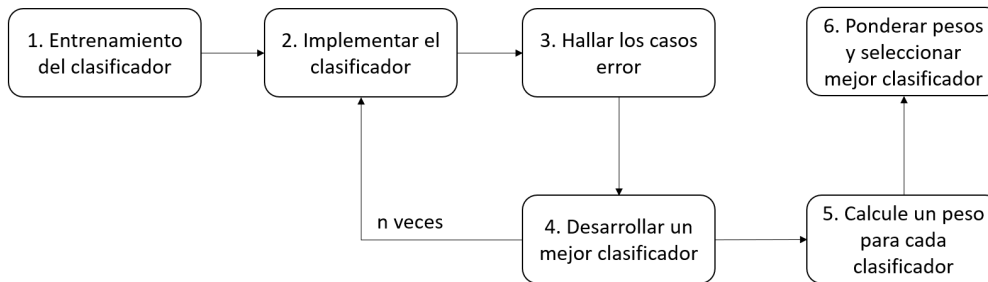 1. Entrenamiento
del clasificador
2. Implementar el
clasificador
3. Hallar los casos
error
6. Ponderar pesos
y seleccionar
mejor clasificador
n veces
4. Desarrollar un
mejor clasificador
5. Calcule un peso
para cada
clasificador